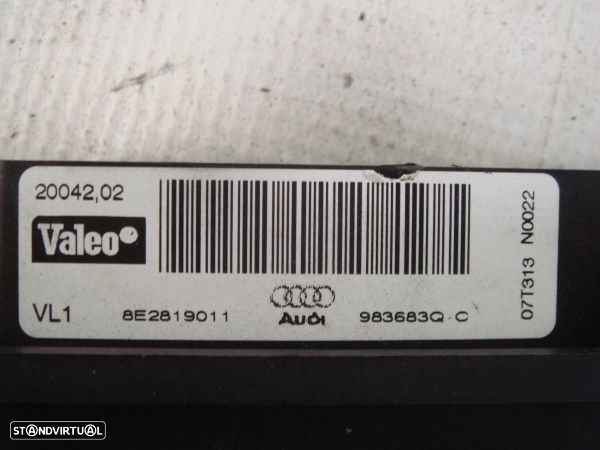 20042,02
Valeo
VL1
8E2819011
AUDI
983683Q-C
07T313 N0022
STANDVIRTUAL